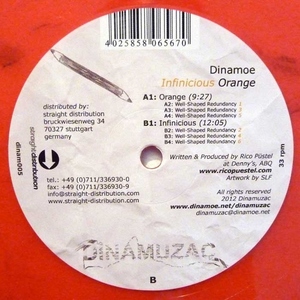 4025858 065670
Dinamoe
Infinicious Orange
A1: Orange (9:27)
A2: Well-Shaped Redundancy 1
A3: Well-Shaped Redundancy 3
A4: Well-Shaped Redundancy 5
B1: Infinicious (12:05)
B2: Well-Shaped Redundancy 2
B3: Well-Shaped Redundancy 4
B4: Well-Shaped Redundancy 6
Written & Produced by Rico Püstel
at Denny's, ABQ
www.ricopuestel.com
Artwork by SLF
All rights reserved
2012 Dinamuzac
www.dinamoe.net/dinamuzac
dinamuzac@dinamoe.net
33 rpm
distributed by:
straight distribution
bruckwiesenweg 34
70327 stuttgart
germany
straightdistribution
dinam005
tel.: +49 (0)711/336930-0
fax: +49 (0)711/336930-9
info@straight-distribution.com
www.straight-distribution.com
DINAMUZAC
B